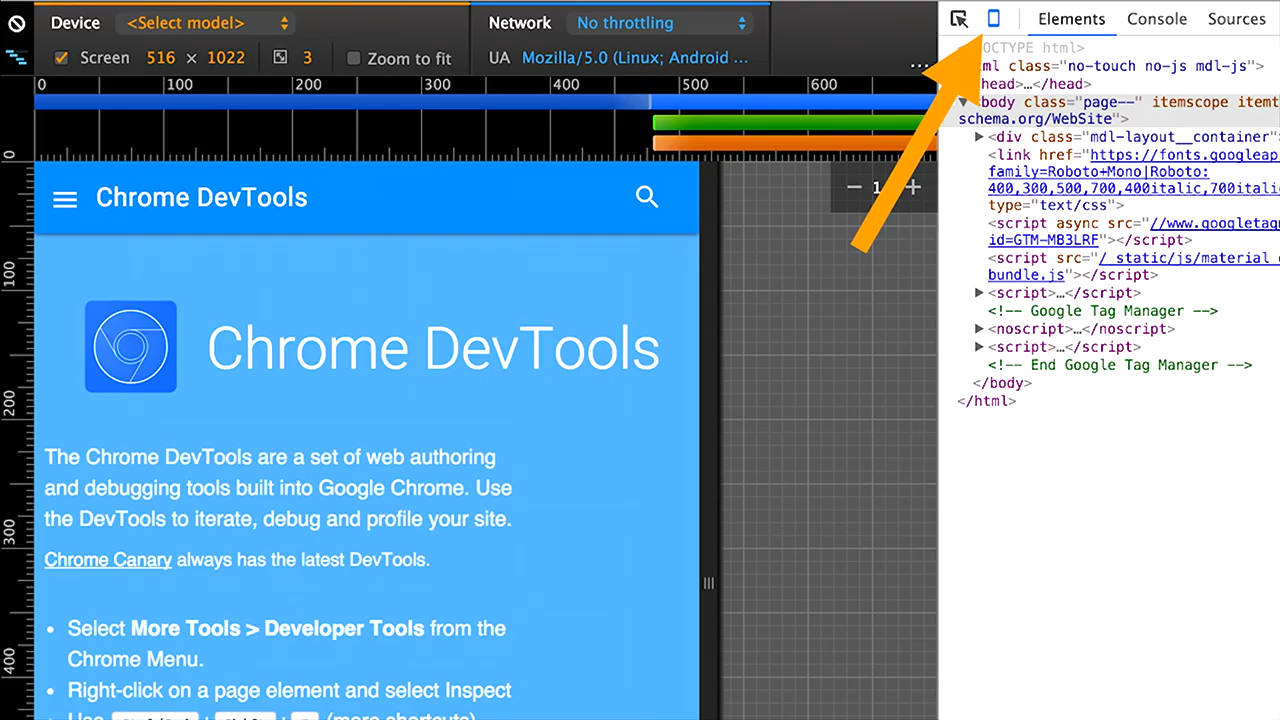 Device <Select model> Network No throttling
Screen 516 × 1022 3 Zoom to fit UA Mozilla/5.0 (Linux; Android ...
...
Elements Console Sources
0 100 200 300 400 500 600
0
100
200
300
400
Chrome DevTools
Chrome DevTools
The Chrome DevTools are a set of web authoring
and debugging tools built into Google Chrome. Use
the DevTools to iterate, debug and profile your site.
Chrome Canary always has the latest DevTools.
• Select More Tools > Developer Tools from the
Chrome Menu.
• Right-click on a page element and select Inspect
OCTYPE html>
ml class="no-touch no-js mdl-js">
head>…</head>
▼ body class="page--" itemscope itemt
schema.org/WebSite">
▶<div class="mdl-layout__container"
<link href="https://fonts.googleap
family=Roboto+Mono|Roboto:
400,300,500,700,400italic,700itali
type="text/css">
<script async src="//www.googletag
id=GTM-MB3LRF"></script>
<script src="/_static/js/material_
bundle.js"></script>
▶<script>…</script>
<!-- Google Tag Manager -->
▶<noscript>…</noscript>
▶<script>…</script>
<!-- End Google Tag Manager -->
</body>
</html>